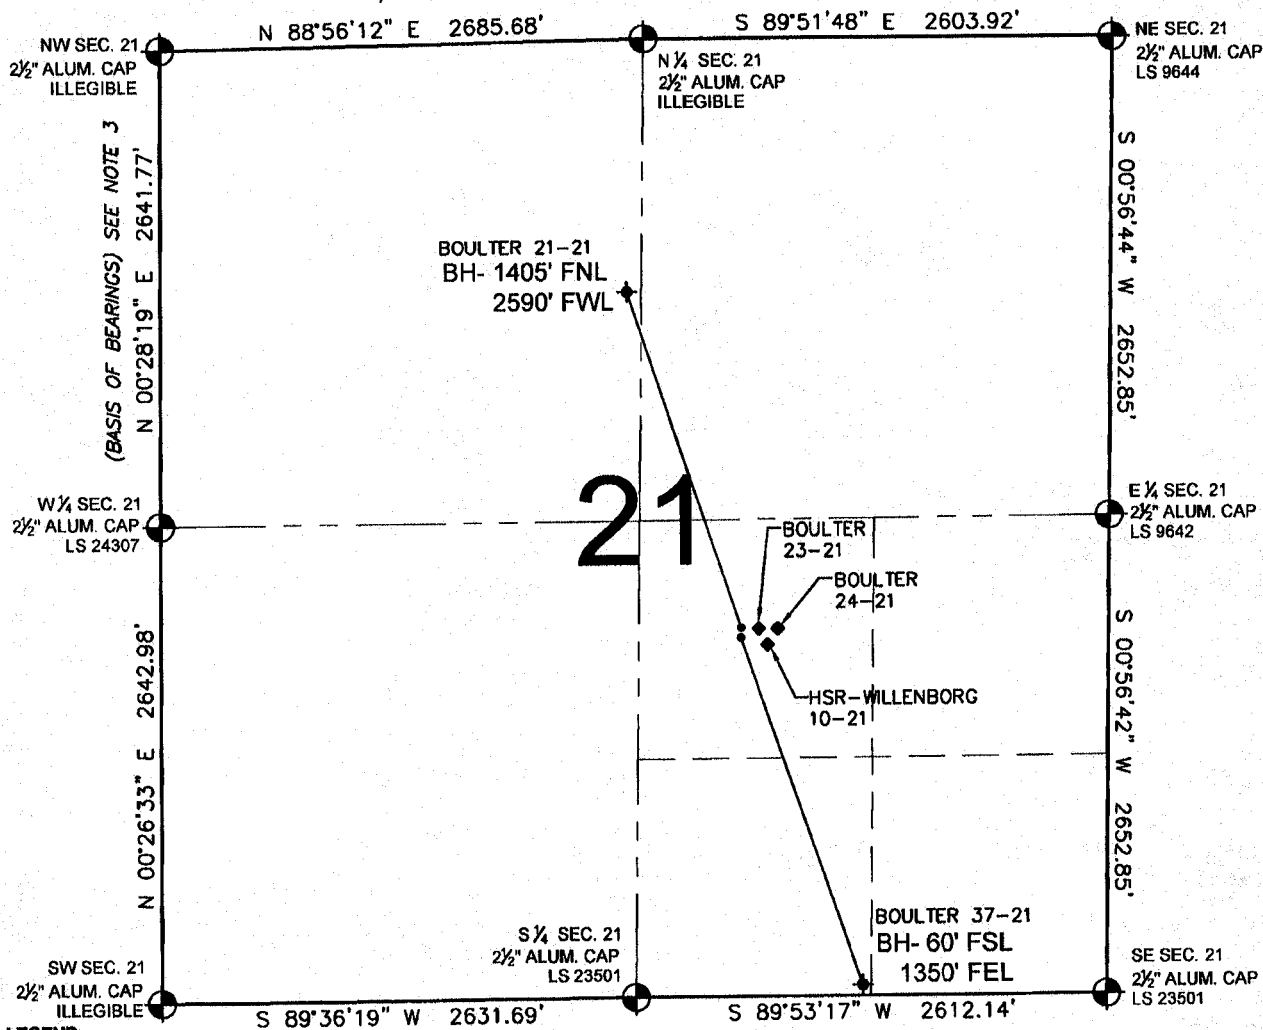 N 88°56'12" E 2685.68'
S 89°51'48" E 2603.92'
NW SEC. 21
2½" ALUM. CAP
ILLEGIBLE
N ¼ SEC. 21
2½" ALUM. CAP
ILLEGIBLE
NE SEC. 21
2½" ALUM. CAP
LS 9644
(BASIS OF BEARINGS) SEE NOTE 3
N 00°28'19" E 2641.77'
S 00°56'44" W 2652.85'
BOULTER 21-21
BH- 1405' FNL
2590' FWL
21
W ¼ SEC. 21
2½" ALUM. CAP
LS 24307
E ¼ SEC. 21
2½" ALUM. CAP
LS 9642
BOULTER
23-21
BOULTER
24-21
HSR-WILLENBORG
10-21
N 00°26'33" E 2642.98'
S 00°56'42" W 2652.85'
BOULTER 37-21
BH- 60' FSL
1350' FEL
S ¼ SEC. 21
2½" ALUM. CAP
LS 23501
SW SEC. 21
2½" ALUM. CAP
ILLEGIBLE
SE SEC. 21
2½" ALUM. CAP
LS 23501
S 89°36'19" W 2631.69'
S 89°53'17" W 2612.14'
LEGEND